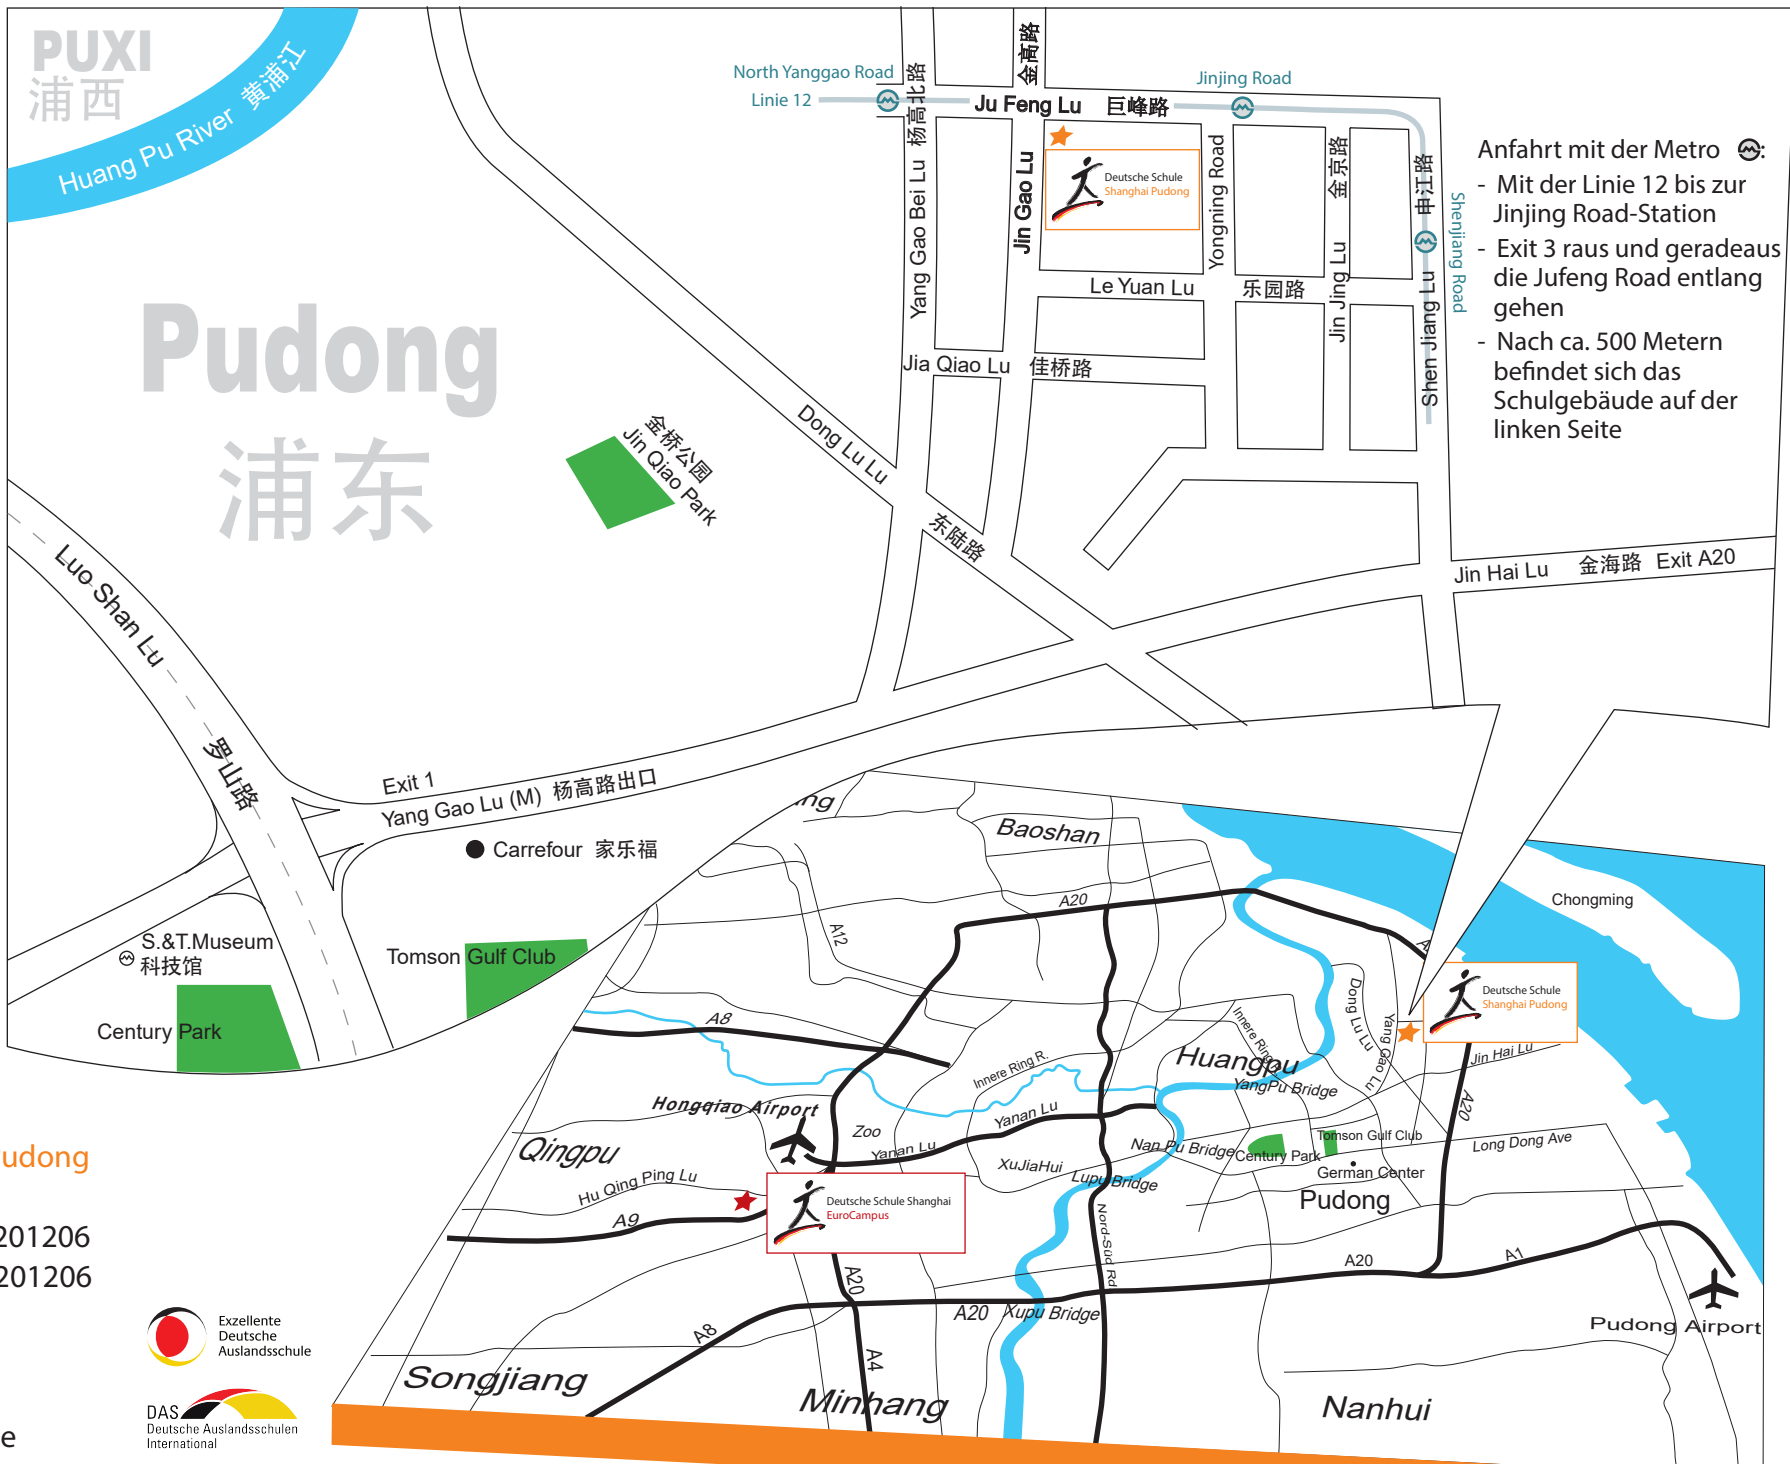 PUXI
浦西
Huang Pu River 黄浦江
Pudong
浦东
North Yanggao Road
Linie 12
Ju Feng Lu 巨峰路
Jinjing Road
金高路
Jin Gao Lu
Yang Gao Bei Lu 杨高北路
Deutsche Schule
Shanghai Pudong
Yongning Road
金京路
Jin Jing Lu
申江路
Shen Jiang Lu
Shenjiang Road
Le Yuan Lu 乐园路
Jia Qiao Lu 佳桥路
Anfahrt mit der Metro :
- Mit der Linie 12 bis zur
Jinjing Road-Station
- Exit 3 raus und geradeaus
die Jufeng Road entlang
gehen
- Nach ca. 500 Metern
befindet sich das
Schulgebäude auf der
linken Seite
Dong Lu Lu
东陆路
金桥公园
Jin Qiao Park
Jin Hai Lu 金海路 Exit A20
Luo Shan Lu
罗山路
Exit 1
Yang Gao Lu (M) 杨高路出口
Carrefour 家乐福
S.&T.Museum
科技馆
Century Park
Tomson Gulf Club
Baoshan
A20
A12
Chongming
A8
Innere Ring R.
Innere Ring
Huangpu
YangPu Bridge
Dong Lu Lu
Yang Gao Lu
Deutsche Schule
Shanghai Pudong
Jin Hai Lu
A20
Hongqiao Airport
Zoo
Yanan Lu
Yanan Lu
Qingpu
Hu Qing Ping Lu
A9
XuJiaHui
Nan Pu Bridge
Lupu Bridge
Century Park
Tomson Gulf Club
German Center
Long Dong Ave
Pudong
Deutsche Schule Shanghai
EuroCampus
Nord-Süd Rd
A20
A20
Xupu Bridge
A20
A1
Pudong Airport
A8
A4
Songjiang
Minhang
Nanhui
udong
201206
201206
Exzellente
Deutsche
Auslandsschule
DAS
Deutsche Auslandsschulen
International
e